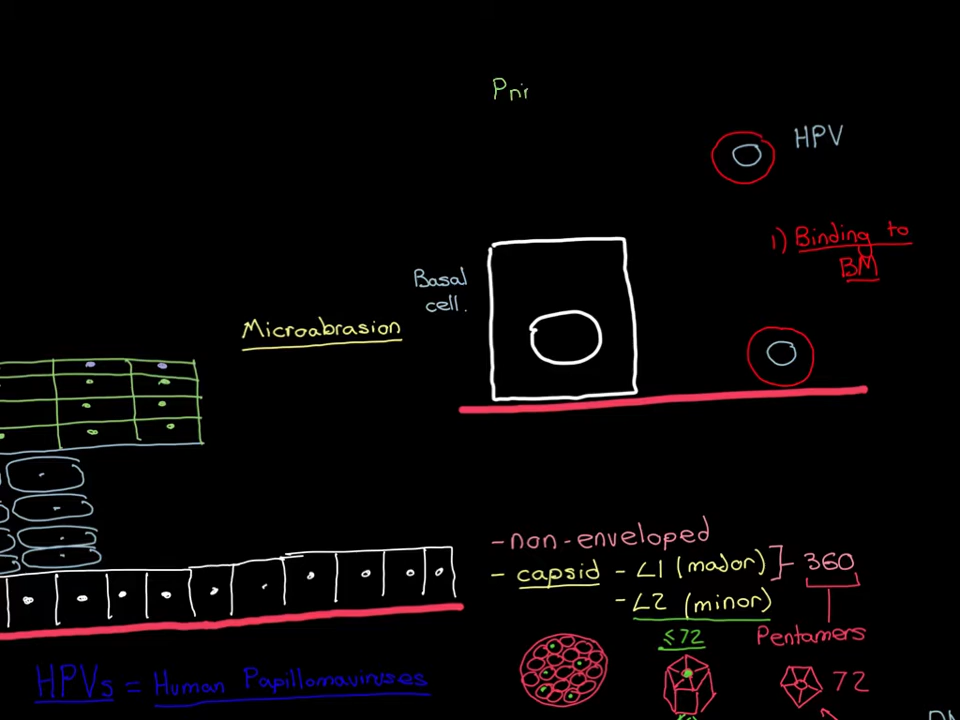 Pri
HPV
1) Binding to
BM
Basal
cell.
Microabrasion
-non-enveloped
- capsid - L1 (major) ]- 360
- L2 (minor)
≤72
Pentamers
72
HPVs = Human Papillomaviruses